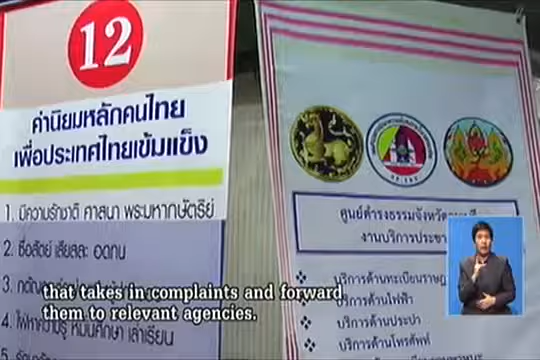 12
ค่านิยมหลักคนไทย
เพื่อประเทศไทยเข้มแข็ง
1. มีความรักชาติ ศาสนา พระมหากษัตริย์
2. ซื่อสัตย์ เสียสละ อดทน
3. กตัญญู
4. ใฝ่หาความรู้ หมั่นศึกษา เล่าเรียน
ศูนย์ดำรงธรรมจังหวัด
งานบริการประชา
❖ บริการด้านทะเบียนราษฎ
❖ บริการด้านไฟฟ้า
❖ บริการด้านประปา
❖ บริการด้านโทรศัพท์
that takes in complaints and forward
them to relevant agencies.